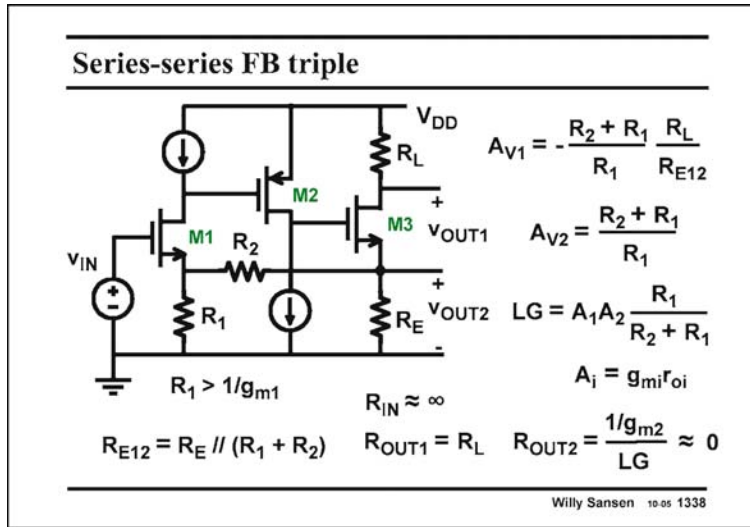 Series-series FB triple
V_DD
R_L
A_V1 = - (R_2 + R_1)/R_1 R_L/R_E12
M2
M1
M3
+
v_OUT1
R_2
A_V2 = (R_2 + R_1)/R_1
v_IN
+
-
+
v_OUT2
-
R_1
R_E
LG = A_1A_2 R_1/(R_2 + R_1)
A_i = g_mi r_oi
R_1 > 1/g_m1
R_IN ≈ ∞
R_E12 = R_E // (R_1 + R_2)
R_OUT1 = R_L
R_OUT2 = (1/g_m2)/LG ≈ 0
Willy Sansen 10-05 1338